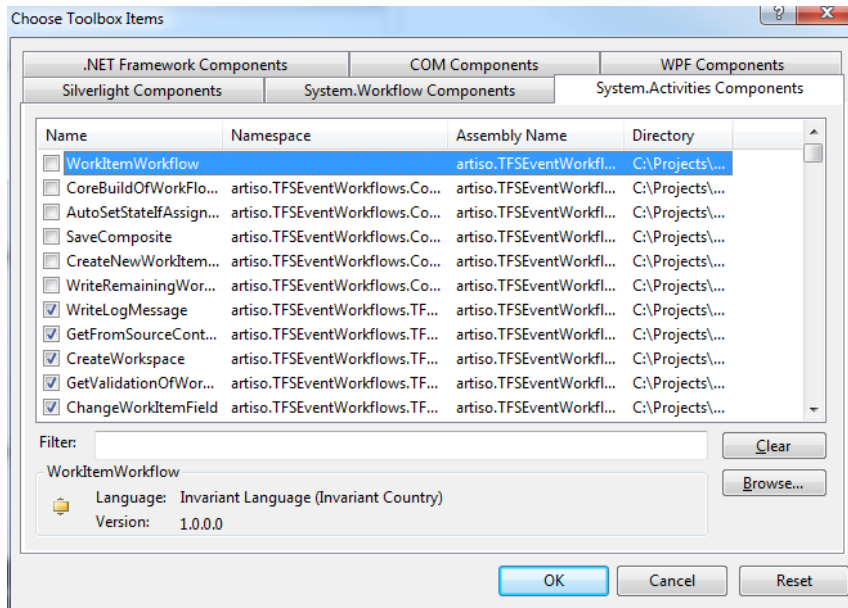 Choose Toolbox Items
.NET Framework Components COM Components WPF Components
Silverlight Components System.Workflow Components System.Activities Components
Name Namespace Assembly Name Directory
WorkItemWorkflow artiso.TFSEventWorkfl... C:\Projects\...
CoreBuildOfWorkFlo... artiso.TFSEventWorkflows.Co... artiso.TFSEventWorkfl... C:\Projects\...
AutoSetStateIfAssign... artiso.TFSEventWorkflows.Co... artiso.TFSEventWorkfl... C:\Projects\...
SaveComposite artiso.TFSEventWorkflows.Co... artiso.TFSEventWorkfl... C:\Projects\...
CreateNewWorkItem... artiso.TFSEventWorkflows.Co... artiso.TFSEventWorkfl... C:\Projects\...
WriteRemainingWor... artiso.TFSEventWorkflows.Co... artiso.TFSEventWorkfl... C:\Projects\...
WriteLogMessage artiso.TFSEventWorkflows.TF... artiso.TFSEventWorkfl... C:\Projects\...
GetFromSourceCont... artiso.TFSEventWorkflows.TF... artiso.TFSEventWorkfl... C:\Projects\...
CreateWorkspace artiso.TFSEventWorkflows.TF... artiso.TFSEventWorkfl... C:\Projects\...
GetValidationOfWor... artiso.TFSEventWorkflows.TF... artiso.TFSEventWorkfl... C:\Projects\...
ChangeWorkItemField artiso.TFSEventWorkflows.TF... artiso.TFSEventWorkfl... C:\Projects\...
Filter: Clear
WorkItemWorkflow
Browse...
Language: Invariant Language (Invariant Country)
Version: 1.0.0.0
OK Cancel Reset